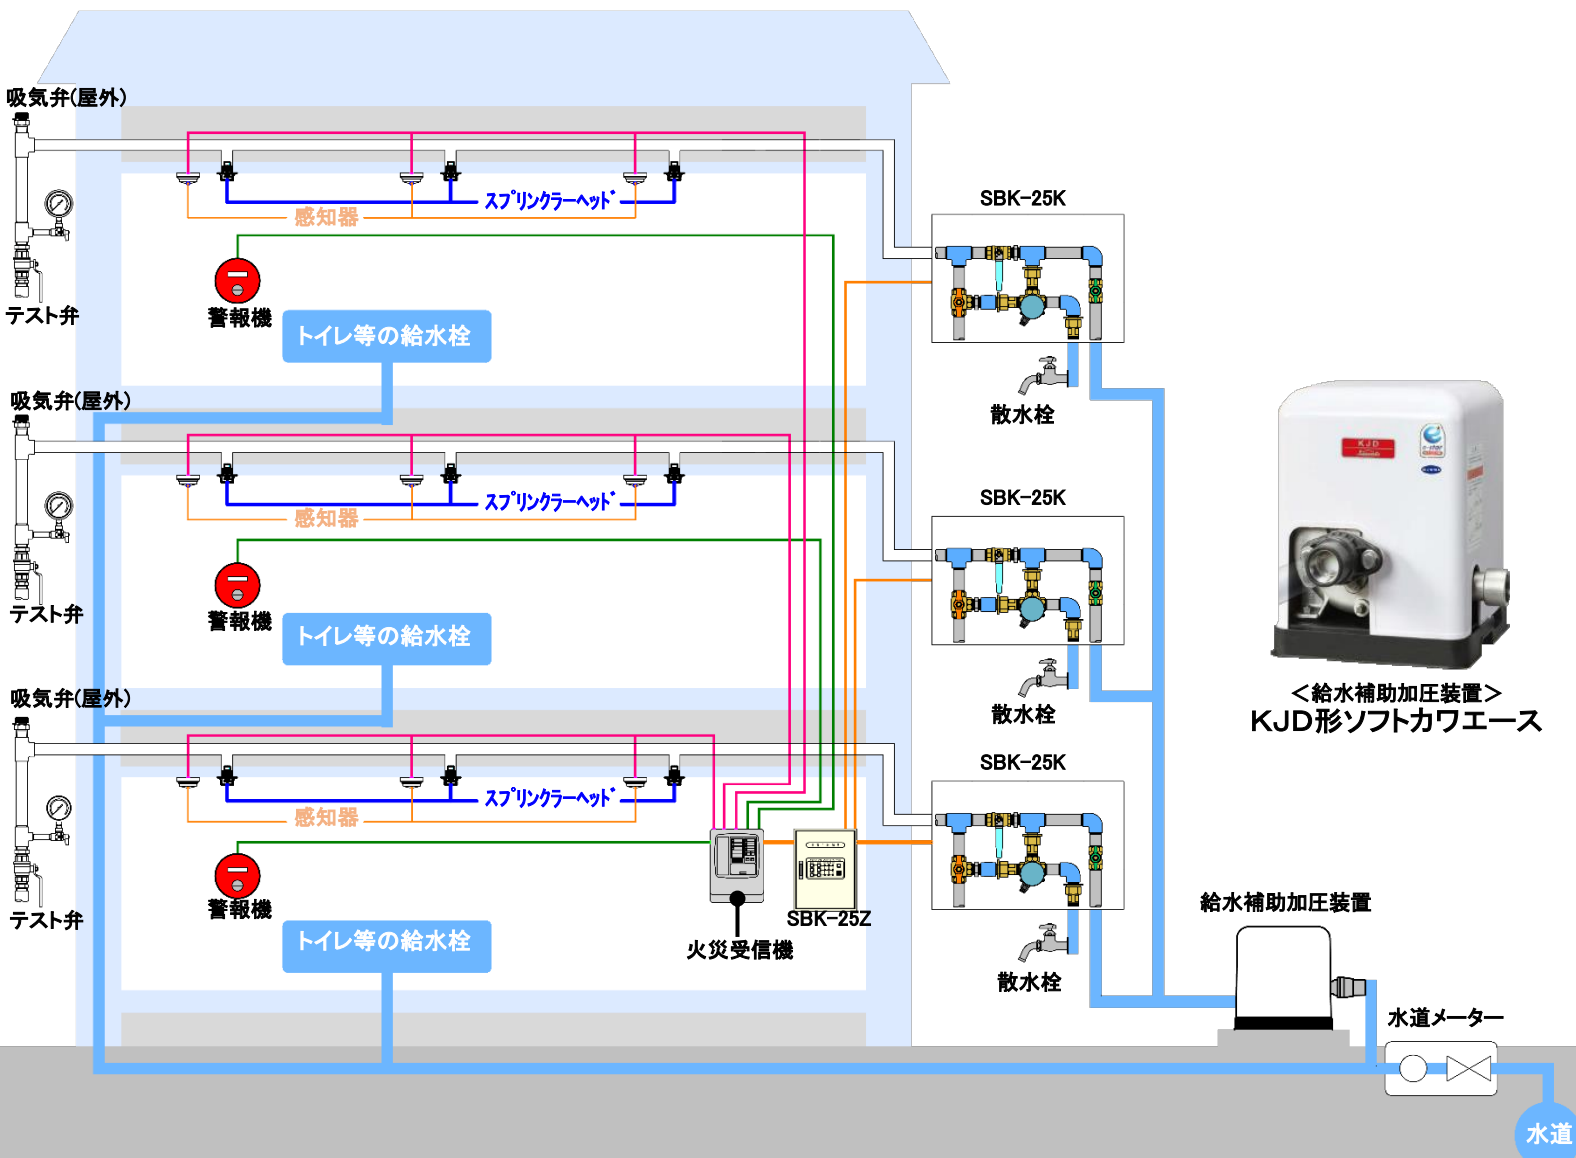 吸気弁(屋外)
スプリンクラーヘッド
感知器
SBK-25K
テスト弁
警報機
トイレ等の給水栓
散水栓
吸気弁(屋外)
スプリンクラーヘッド
感知器
SBK-25K
テスト弁
警報機
トイレ等の給水栓
散水栓
KJD
<給水補助加圧装置>
KJD形ソフトカワエース
吸気弁(屋外)
スプリンクラーヘッド
感知器
SBK-25K
テスト弁
警報機
SBK-25Z
火災受信機
トイレ等の給水栓
散水栓
給水補助加圧装置
水道メーター
水道